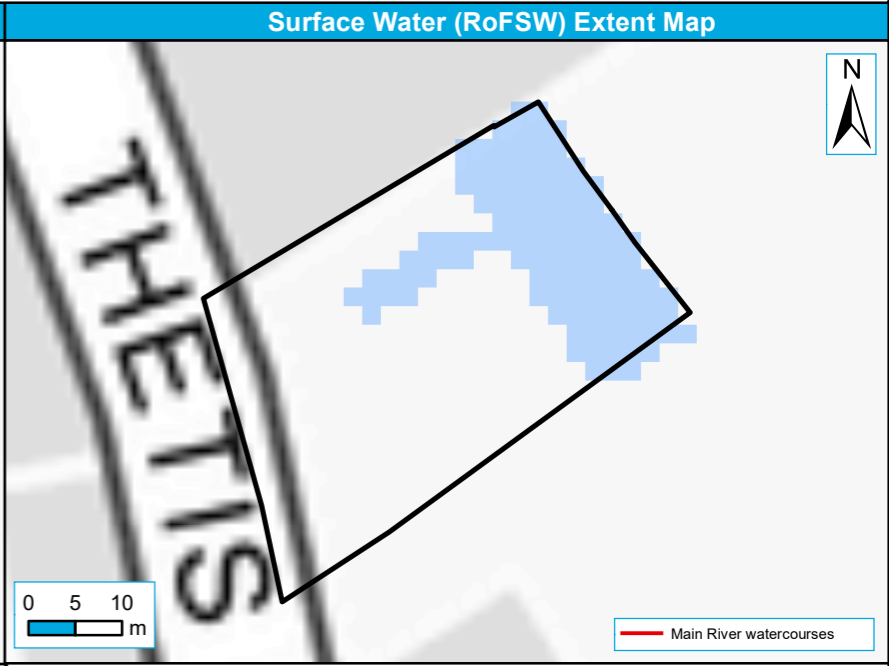 Surface Water (RoFSW) Extent Map
N
THETIS
0 5 10
m
Main River watercourses